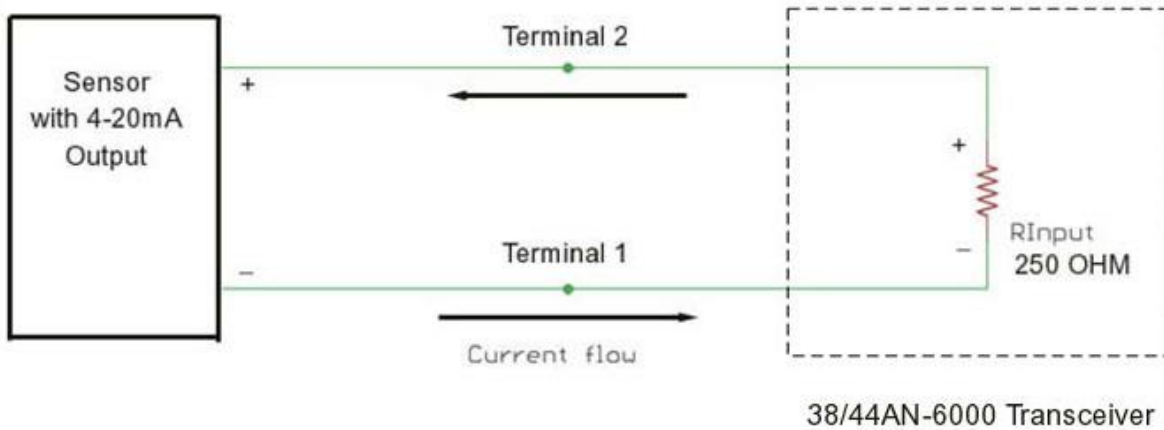 Sensor
with 4-20mA
Output
+
−
Terminal 2
Terminal 1
Current flow
+
−
RInput
250 OHM
38/44AN-6000 Transceiver